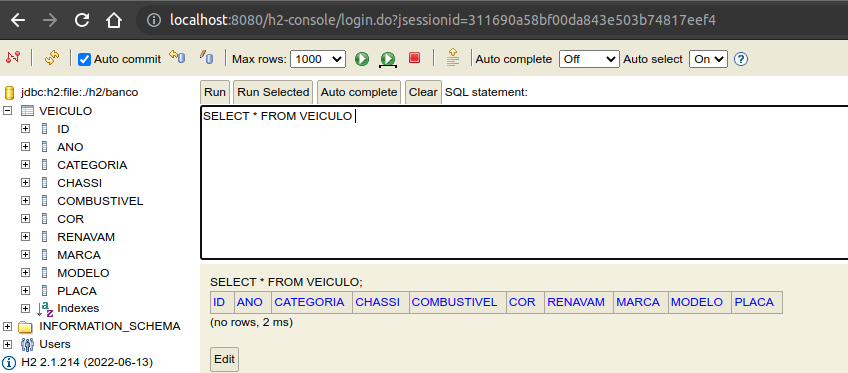 localhost:8080/h2-console/login.do?jsessionid=311690a58bf00da843e503b74817eef4
Auto commit Max rows: 1000 Auto complete Off Auto select On
jdbc:h2:file:./h2/banco
VEICULO
ID
ANO
CATEGORIA
CHASSI
COMBUSTIVEL
COR
RENAVAM
MARCA
MODELO
PLACA
Indexes
INFORMATION_SCHEMA
Users
H2 2.1.214 (2022-06-13)
Run Run Selected Auto complete Clear SQL statement:
SELECT * FROM VEICULO
SELECT * FROM VEICULO;
ID ANO CATEGORIA CHASSI COMBUSTIVEL COR RENAVAM MARCA MODELO PLACA
(no rows, 2 ms)
Edit